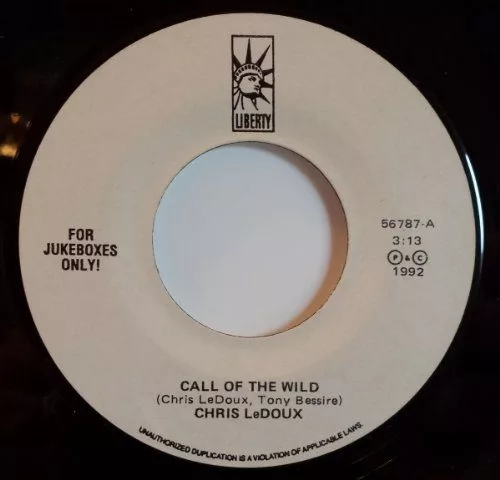 LIBERTY
FOR
JUKEBOXES
ONLY!
56787-A
3:13
Ⓟ & Ⓒ
1992
CALL OF THE WILD
(Chris LeDoux, Tony Bessire)
CHRIS LeDOUX
UNAUTHORIZED DUPLICATION IS A VIOLATION OF APPLICABLE LAWS.